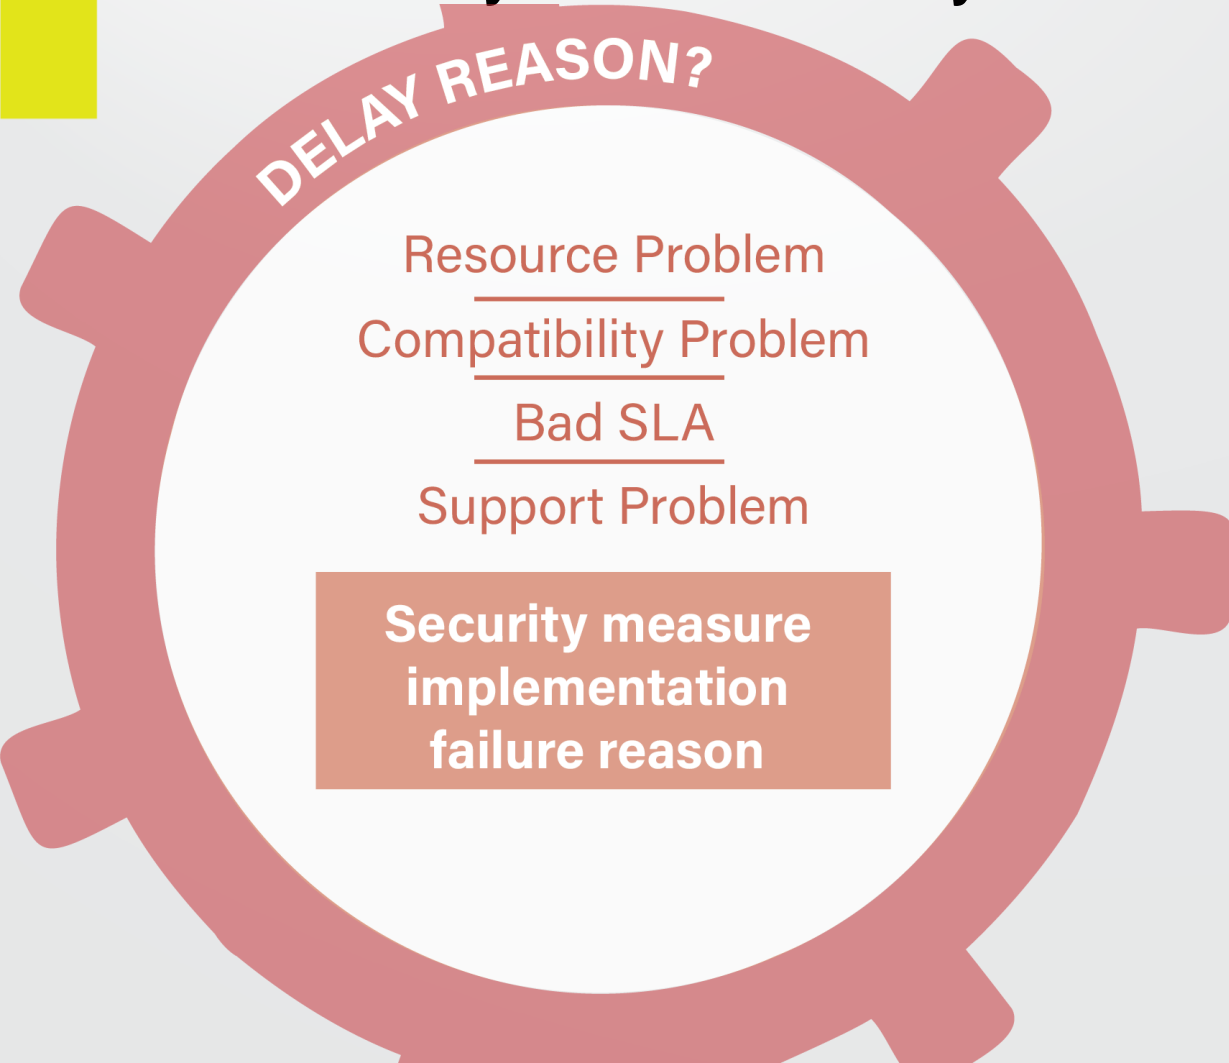 DELAY REASON?
Resource Problem
Compatibility Problem
Bad SLA
Support Problem
Security measure
implementation
failure reason